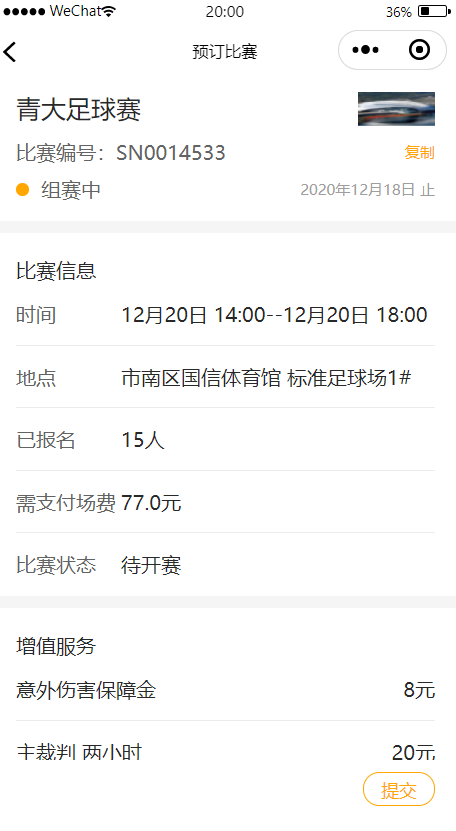 ●●●●● WeChat 20:00 36%
预订比赛
青大足球赛
比赛编号：SN0014533 复制
组赛中 2020年12月18日 止
比赛信息
时间 12月20日 14:00--12月20日 18:00
地点 市南区国信体育馆 标准足球场1#
已报名 15人
需支付场费 77.0元
比赛状态 待开赛
增值服务
意外伤害保障金 8元
主裁判 两小时 20元
提交